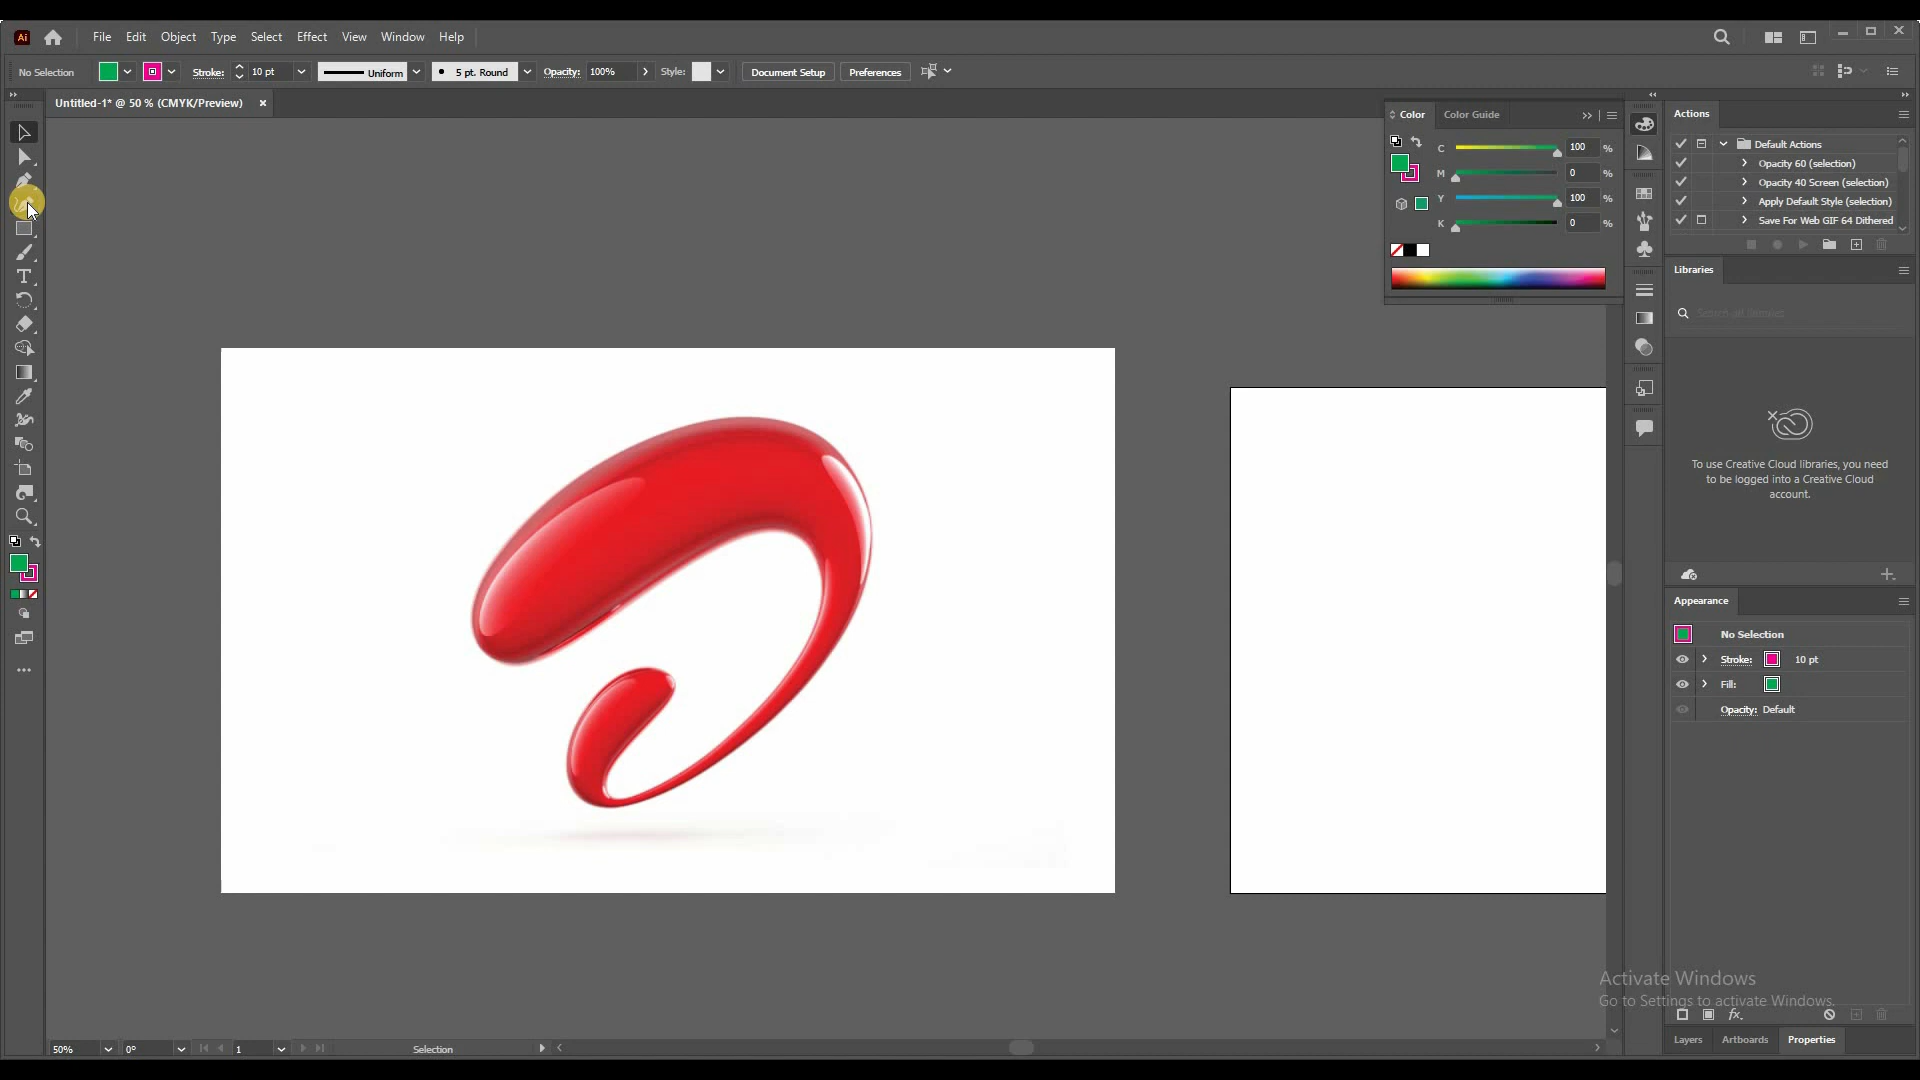 Ai File Edit Object Type Select Effect View Window Help
No Selection Stroke: 10 pt Uniform 5 pt. Round Opacity: 100% Style: Document Setup Preferences
Untitled-1* @ 50 % (CMYK/Preview)
Color Color Guide
C 100 %
M 0 %
Y 100 %
K 0 %
Actions
Default Actions
Opacity 60 (selection)
Opacity 40 Screen (selection)
Apply Default Style (selection)
Save For Web GIF 64 Dithered
Libraries
Search all libraries
To use Creative Cloud libraries, you need
to be logged into a Creative Cloud
account.
Appearance
No Selection
Stroke: 10 pt
Fill:
Opacity: Default
Activate Windows
Go to Settings to activate Windows.
fx
Layers Artboards Properties
50% 0° 1 Selection